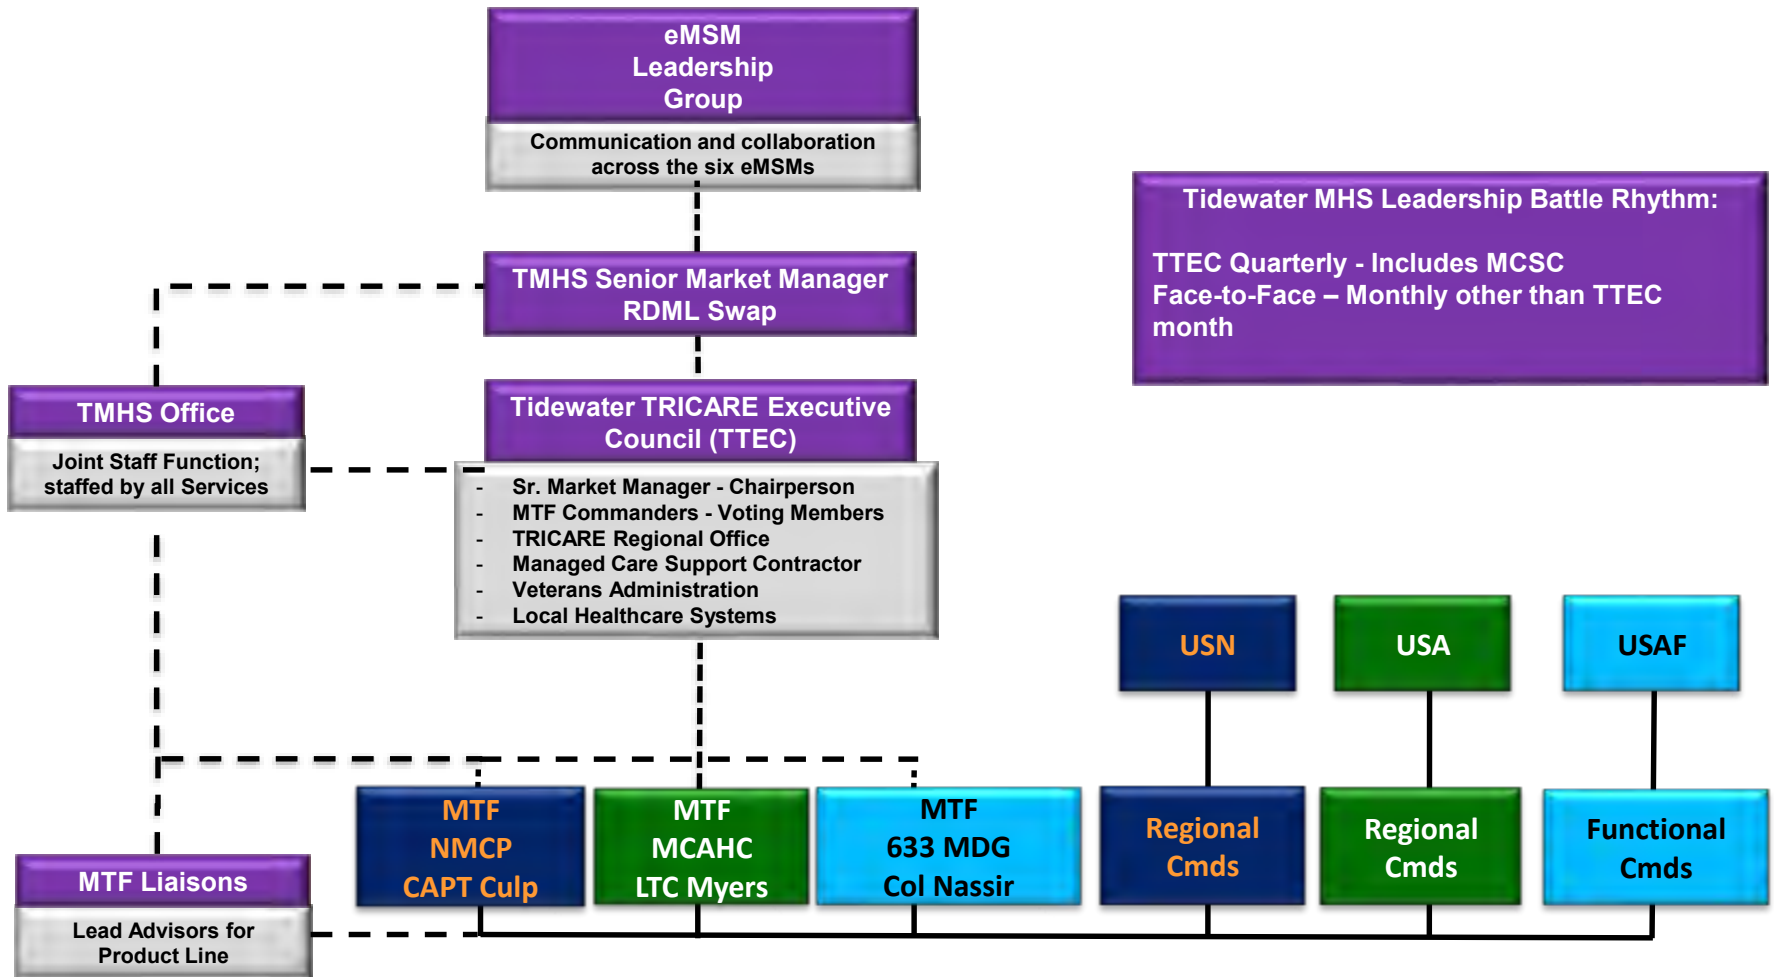 eMSM
Leadership
Group
Communication and collaboration
across the six eMSMs
Tidewater MHS Leadership Battle Rhythm:
TTEC Quarterly - Includes MCSC
Face-to-Face – Monthly other than TTEC
month
TMHS Senior Market Manager
RDML Swap
TMHS Office
Joint Staff Function;
staffed by all Services
Tidewater TRICARE Executive
Council (TTEC)
- Sr. Market Manager - Chairperson
- MTF Commanders - Voting Members
- TRICARE Regional Office
- Managed Care Support Contractor
- Veterans Administration
- Local Healthcare Systems
USN
USA
USAF
MTF
NMCP
CAPT Culp
MTF
MCAHC
LTC Myers
MTF
633 MDG
Col Nassir
Regional
Cmds
Regional
Cmds
Functional
Cmds
MTF Liaisons
Lead Advisors for
Product Line